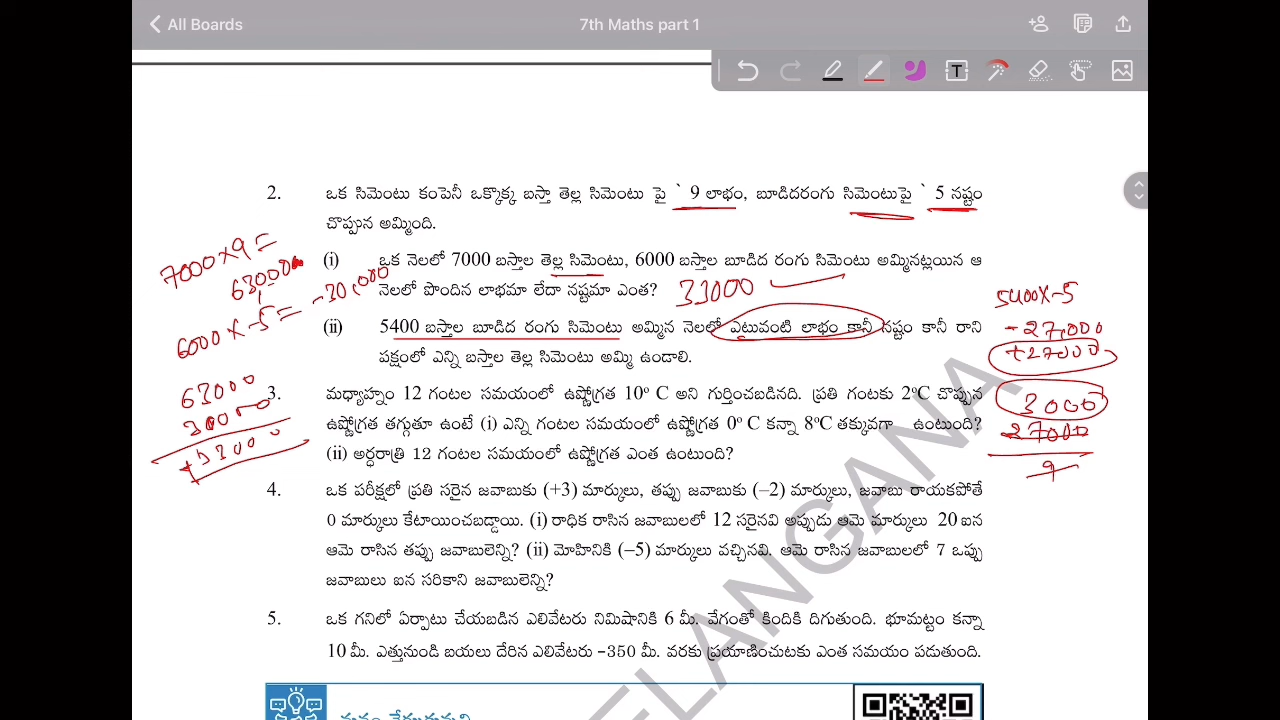 All Boards
7th Maths part 1
T
2. ఒక సిమెంటు కంపెనీ ఒక్కొక్క బస్తా తెల్ల సిమెంటు పై ` 9 లాభం, బూడిదరంగు సిమెంటుపై ` 5 నష్టం
చొప్పున అమ్మింది.
(i) ఒక నెలలో 7000 బస్తాల తెల్ల సిమెంటు, 6000 బస్తాల బూడిద రంగు సిమెంటు అమ్మినట్లయిన ఆ
నెలలో పొందిన లాభమా లేదా నష్టమా ఎంత? 33000
(ii) 5400 బస్తాల బూడిద రంగు సిమెంటు అమ్మిన నెలలో ఎటువంటి లాభం కానీ నష్టం కానీ రాని
పక్షంలో ఎన్ని బస్తాల తెల్ల సిమెంటు అమ్మి ఉండాలి.
7000×9=
63000
6000×-5= -30,000
63000
30000
+33000
5400×-5
-27,000
+27000
3000
27000
9
3. మధ్యాహ్నం 12 గంటల సమయంలో ఉష్ణోగ్రత 10° C అని గుర్తించబడినది. ప్రతి గంటకు 2°C చొప్పున
ఉష్ణోగ్రత తగ్గుతూ ఉంటే (i) ఎన్ని గంటల సమయంలో ఉష్ణోగ్రత 0° C కన్నా 8°C తక్కువగా ఉంటుంది?
(ii) అర్ధరాత్రి 12 గంటల సమయంలో ఉష్ణోగ్రత ఎంత ఉంటుంది?
4. ఒక పరీక్షలో ప్రతి సరైన జవాబుకు (+3) మార్కులు, తప్పు జవాబుకు (–2) మార్కులు, జవాబు రాయకపోతే
0 మార్కులు కేటాయించబడ్డాయి. (i) రాధిక రాసిన జవాబులలో 12 సరైనవి అప్పుడు ఆమె మార్కులు 20 ఐన
ఆమె రాసిన తప్పు జవాబులెన్ని? (ii) మోహినికి (–5) మార్కులు వచ్చినవి. ఆమె రాసిన జవాబులలో 7 ఒప్పు
జవాబులు ఐన సరికాని జవాబులెన్ని?
5. ఒక గనిలో ఏర్పాటు చేయబడిన ఎలివేటరు నిమిషానికి 6 మీ. వేగంతో కిందికి దిగుతుంది. భూమట్టం కన్నా
10 మీ. ఎత్తునుండి బయలు దేరిన ఎలివేటరు –350 మీ. వరకు ప్రయాణించుటకు ఎంత సమయం పడుతుంది.
ELANGANA